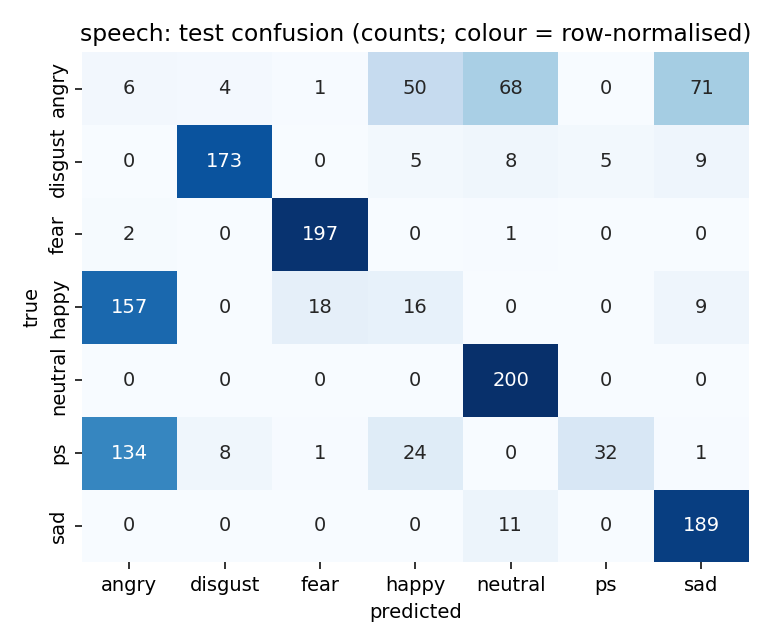 speech: test confusion (counts; colour = row-normalised)
angry 6 4 1 50 68 0 71
disgust 0 173 0 5 8 5 9
fear 2 0 197 0 1 0 0
true
happy 157 0 18 16 0 0 9
neutral 0 0 0 0 200 0 0
ps 134 8 1 24 0 32 1
sad 0 0 0 0 11 0 189
angry disgust fear happy neutral ps sad
predicted